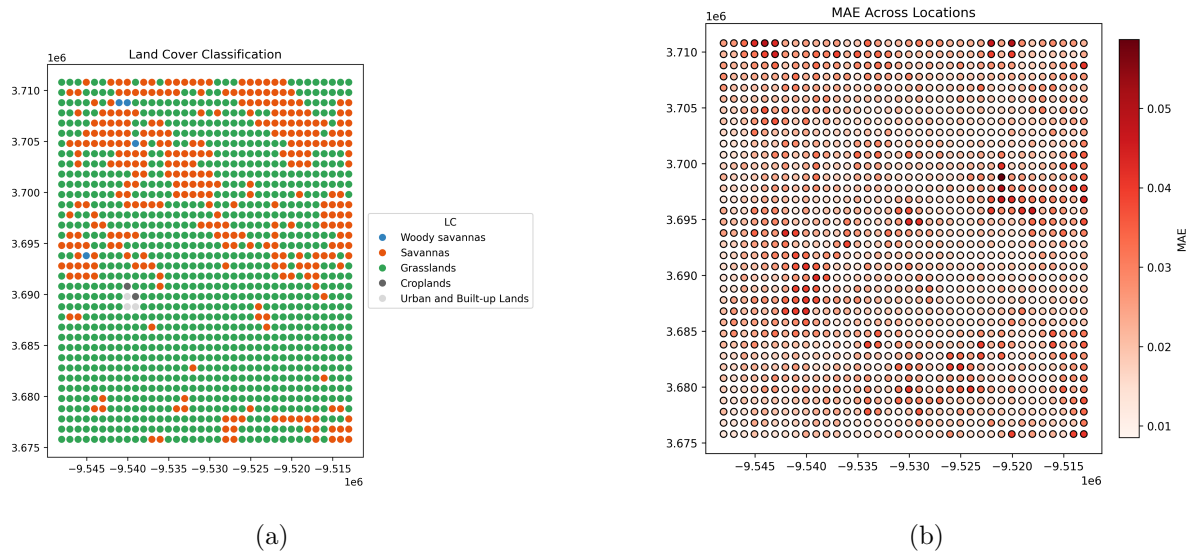 Land Cover Classification
1e6
3.710
3.705
3.700
3.695
3.690
3.685
3.680
3.675
−9.545 −9.540 −9.535 −9.530 −9.525 −9.520 −9.515
1e6
LC
Woody savannas
Savannas
Grasslands
Croplands
Urban and Built-up Lands
(a)
MAE Across Locations
1e6
3.710
3.705
3.700
3.695
3.690
3.685
3.680
3.675
−9.545 −9.540 −9.535 −9.530 −9.525 −9.520 −9.515
1e6
0.05
0.04
0.03
0.02
0.01
MAE
(b)